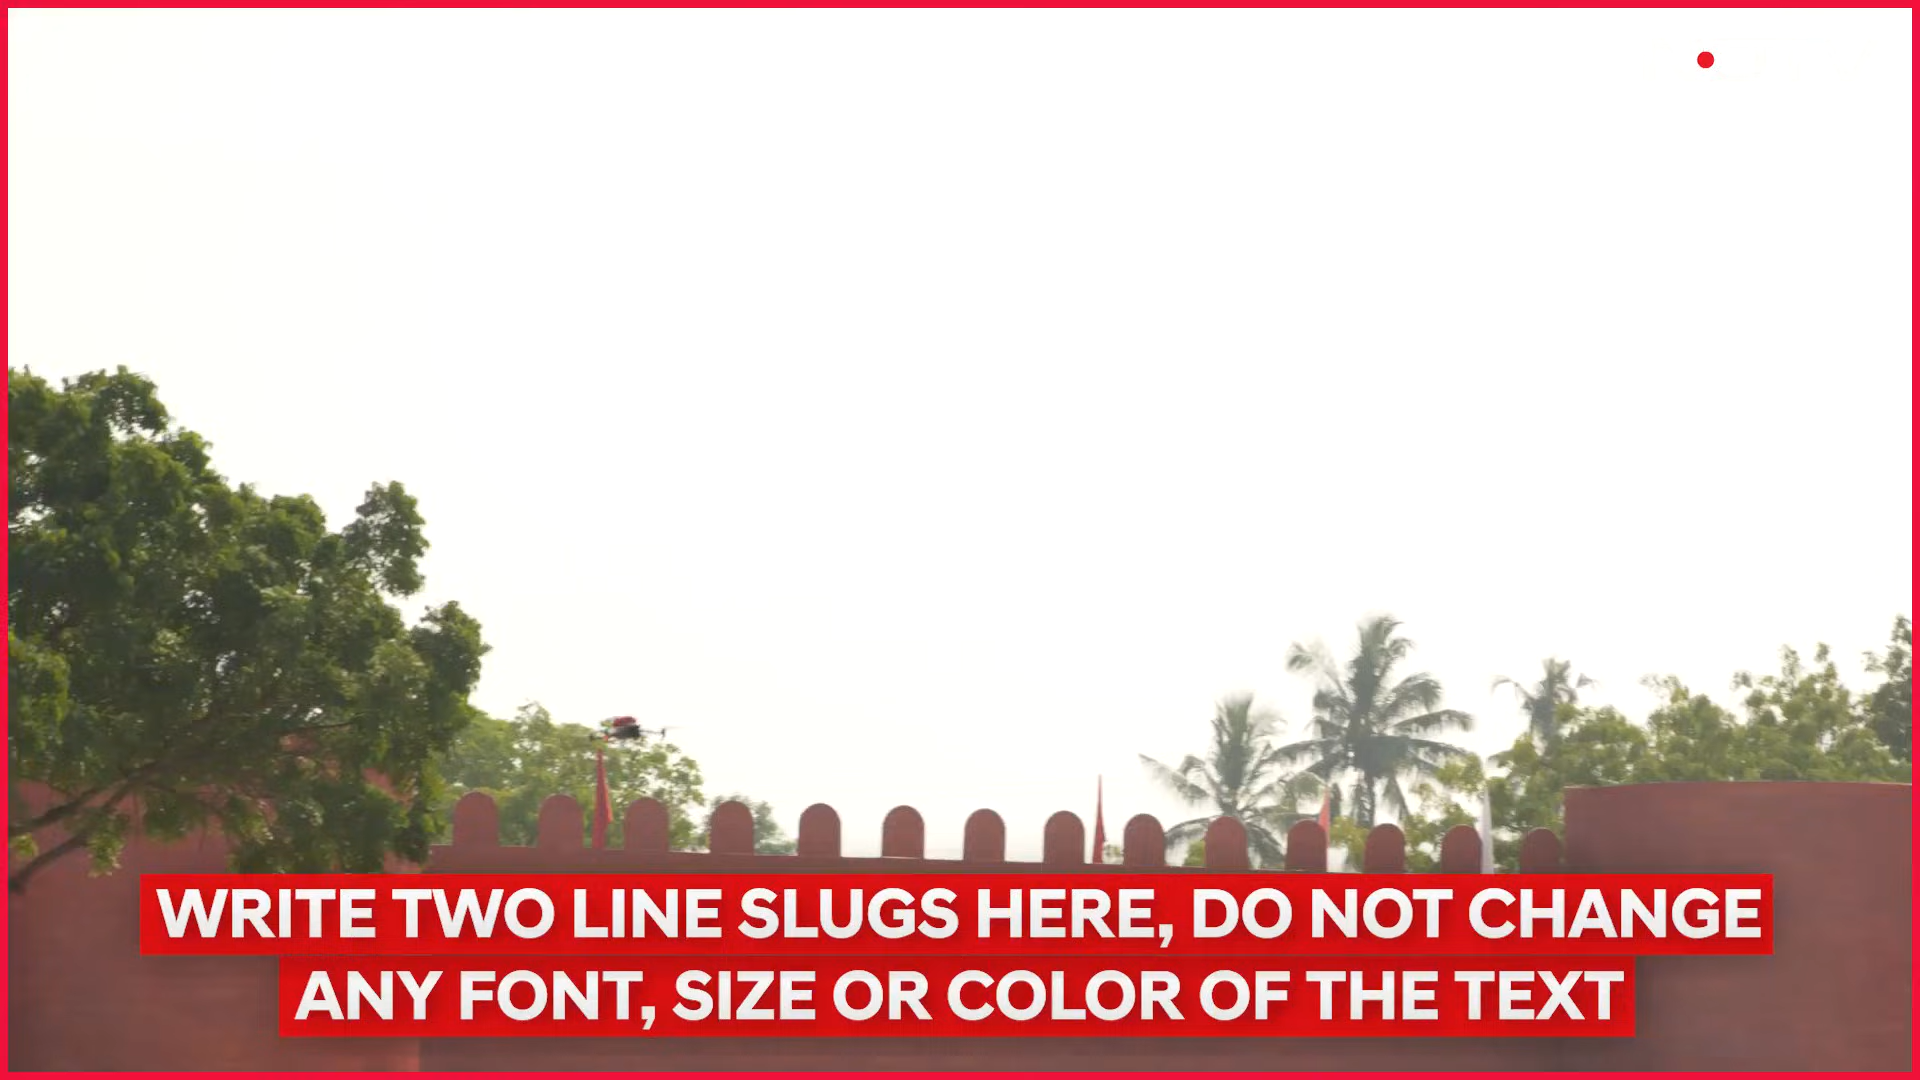 WRITE TWO LINE SLUGS HERE, DO NOT CHANGE
ANY FONT, SIZE OR COLOR OF THE TEXT